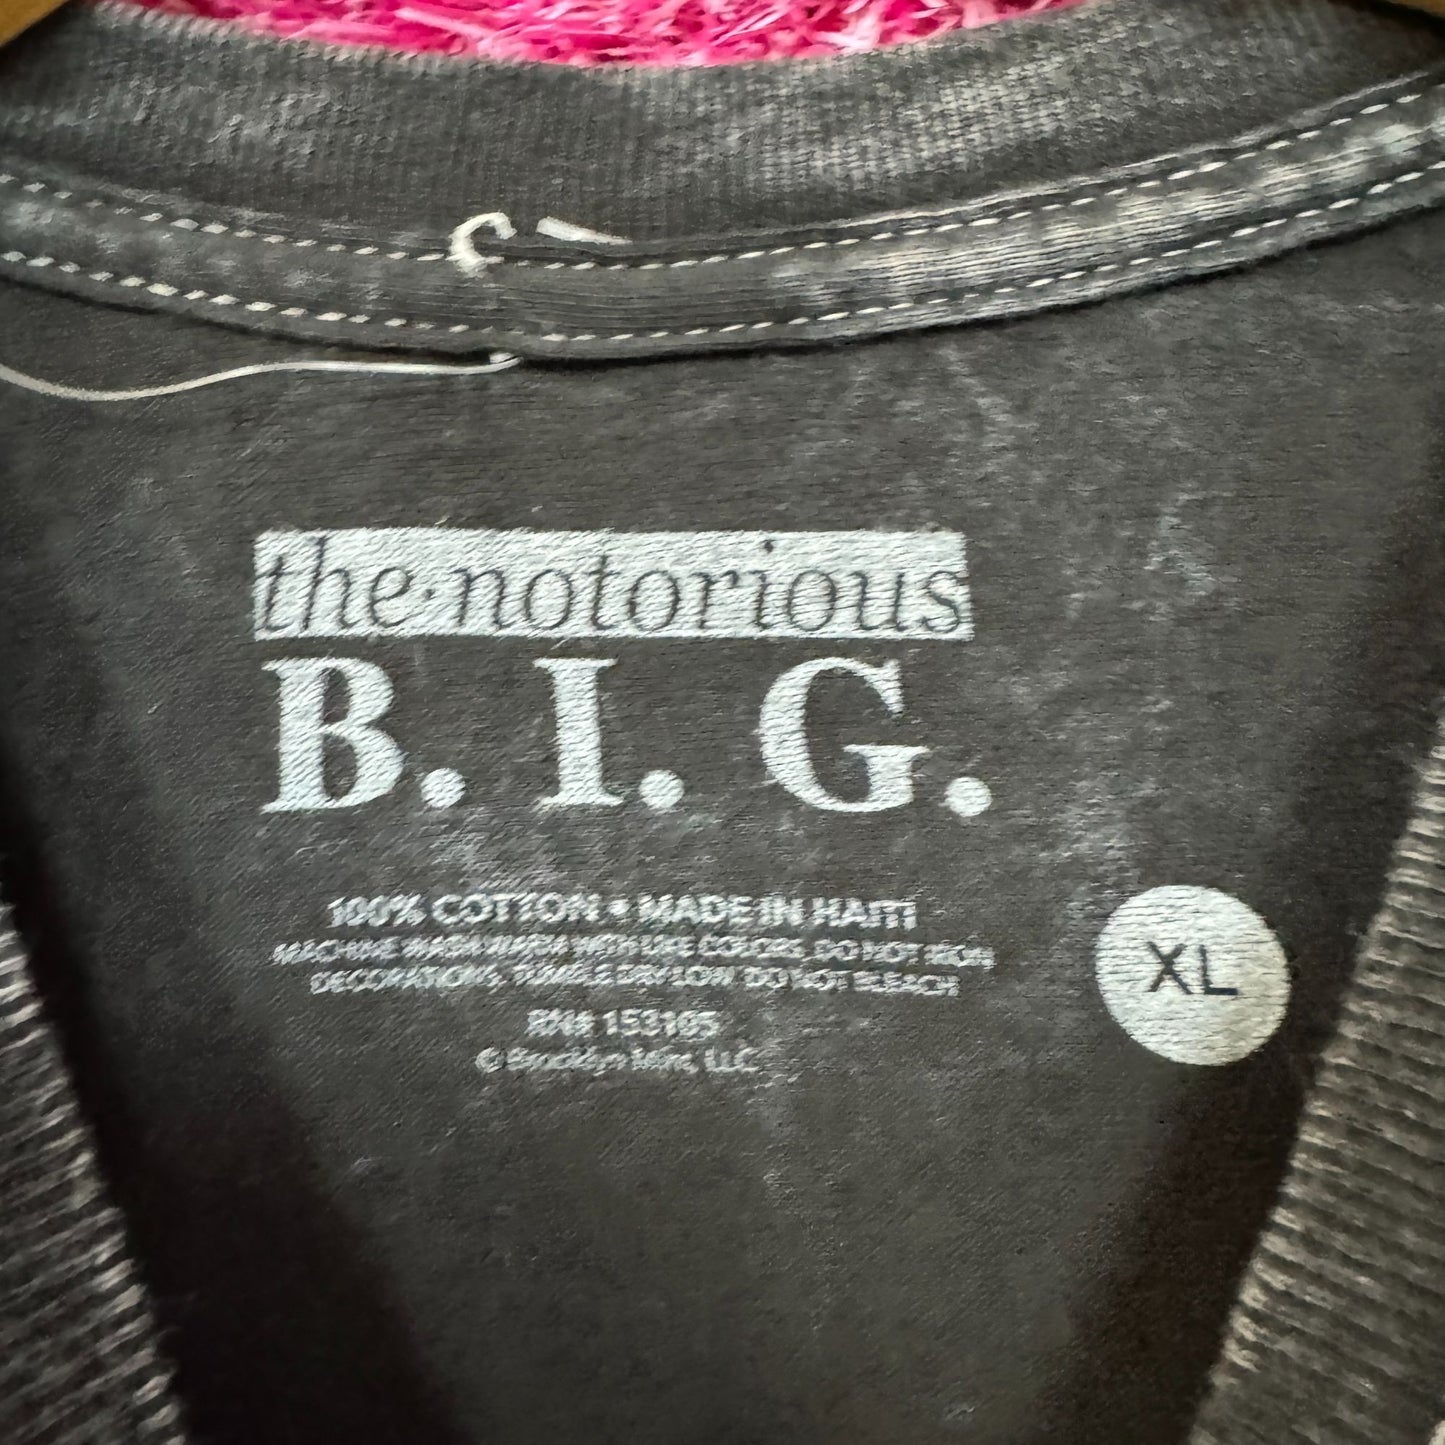 the notorious
B. I. G.
100% COTTON • MADE IN HAITI
MACHINE WASH WARM WITH LIKE COLORS, DO NOT IRON
DECORATIONS, TUMBLE DRY LOW DO NOT BLEACH
RN# 153165
© Brooklyn Mint, LLC
XL